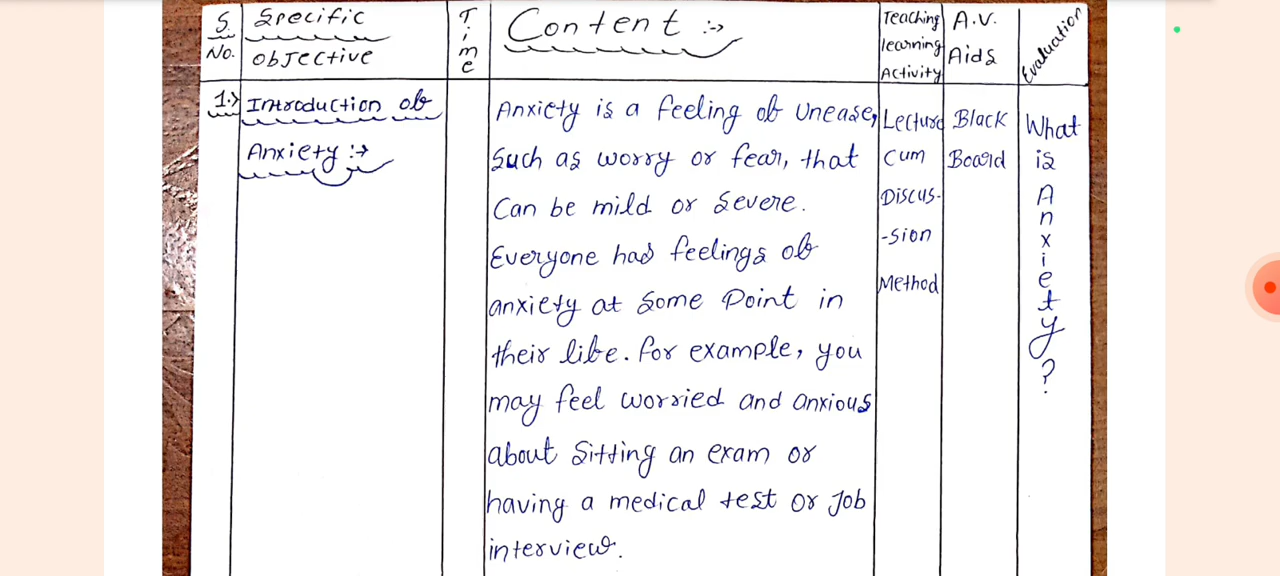 S. No.
Specific Objective
Time
Content :->
Teaching learning Activity
A.V. Aids
Evaluation
1.>
Introduction of
Anxiety :->
Anxiety is a feeling of unease,
such as worry or fear, that
can be mild or severe.
Everyone has feelings of
anxiety at some point in
their life. for example, you
may feel worried and anxious
about sitting an exam or
having a medical test or Job
interview.
Lecture
cum
Discus-
-sion
Method
Black
Board
What
is
Anxiety?